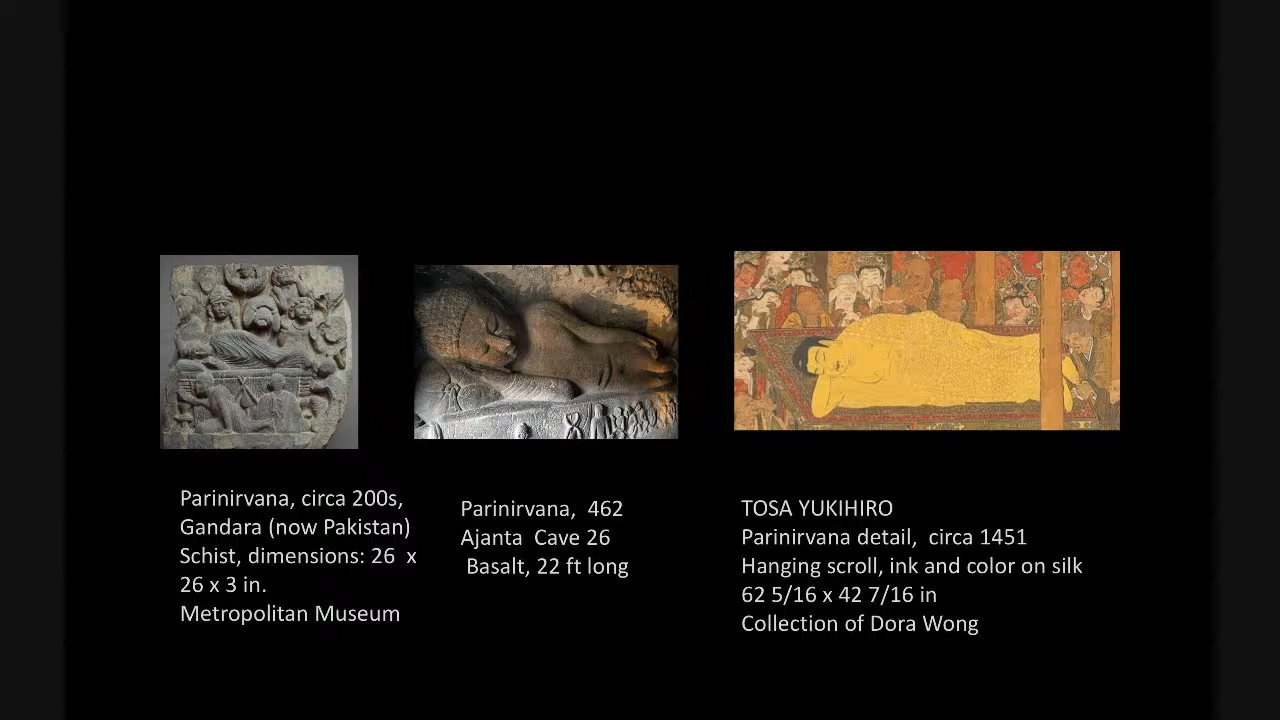 Parinirvana, circa 200s,
Gandara (now Pakistan)
Schist, dimensions: 26 x
26 x 3 in.
Metropolitan Museum
Parinirvana, 462
Ajanta Cave 26
Basalt, 22 ft long
TOSA YUKIHIRO
Parinirvana detail, circa 1451
Hanging scroll, ink and color on silk
62 5/16 x 42 7/16 in
Collection of Dora Wong